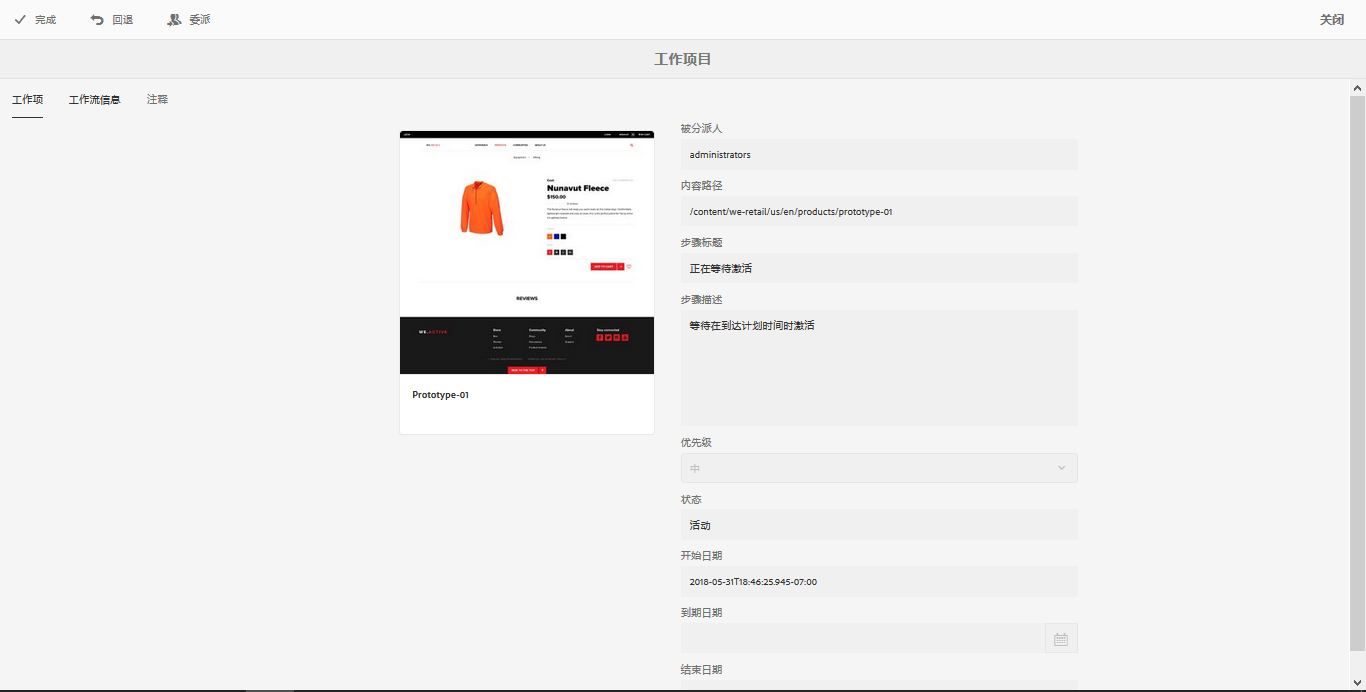 完成 回退 委派 关闭
工作项目
工作项 工作流信息 注释
被分派人
administrators
内容路径
/content/we-retail/us/en/products/prototype-01
步骤标题
正在等待激活
步骤描述
等待在到达计划时间时激活
优先级
中
状态
活动
开始日期
2018-05-31T18:46:25.945-07:00
到期日期
结束日期
Nunavut Fleece
$150.00
REVIEWS
WE.ACTIVE
Store Community About Stay connected
Prototype-01